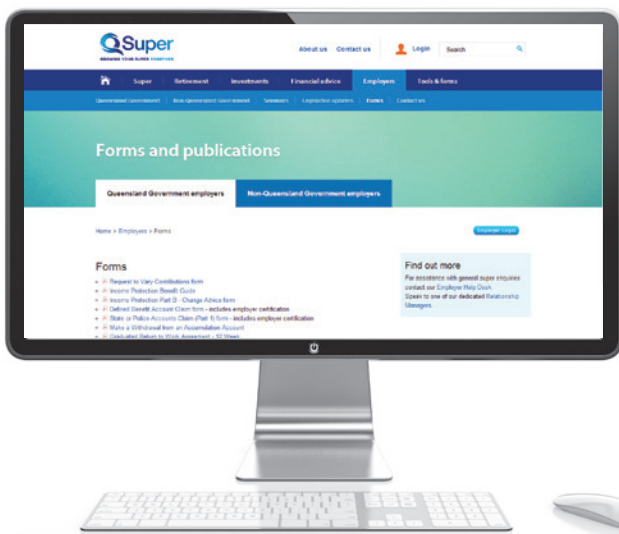 QSuper
GROWING YOUR SUPER TOGETHER
About us Contact us Login Search
Super Retirement Investments Financial advice Employers Tools & forms
Queensland Government Non-Queensland Government Seminars Legislative updates Forms Contact us
Forms and publications
Queensland Government employers Non-Queensland Government employers
Home > Employers > Forms Employer Login
Forms
Request to Vary Contributions form
Income Protection Benefit Guide
Income Protection Part B - Change Advice form
Defined Benefit Account Claim form - includes employer certification
State or Police Accounts Claim (Part 1) form - includes employer certification
Make a Withdrawal from an Accumulation Account
Graduated Return to Work Agreement - 12 Week
Find out more
For assistance with general super enquiries
contact our Employer Help Desk.
Speak to one of our dedicated Relationship
Managers.